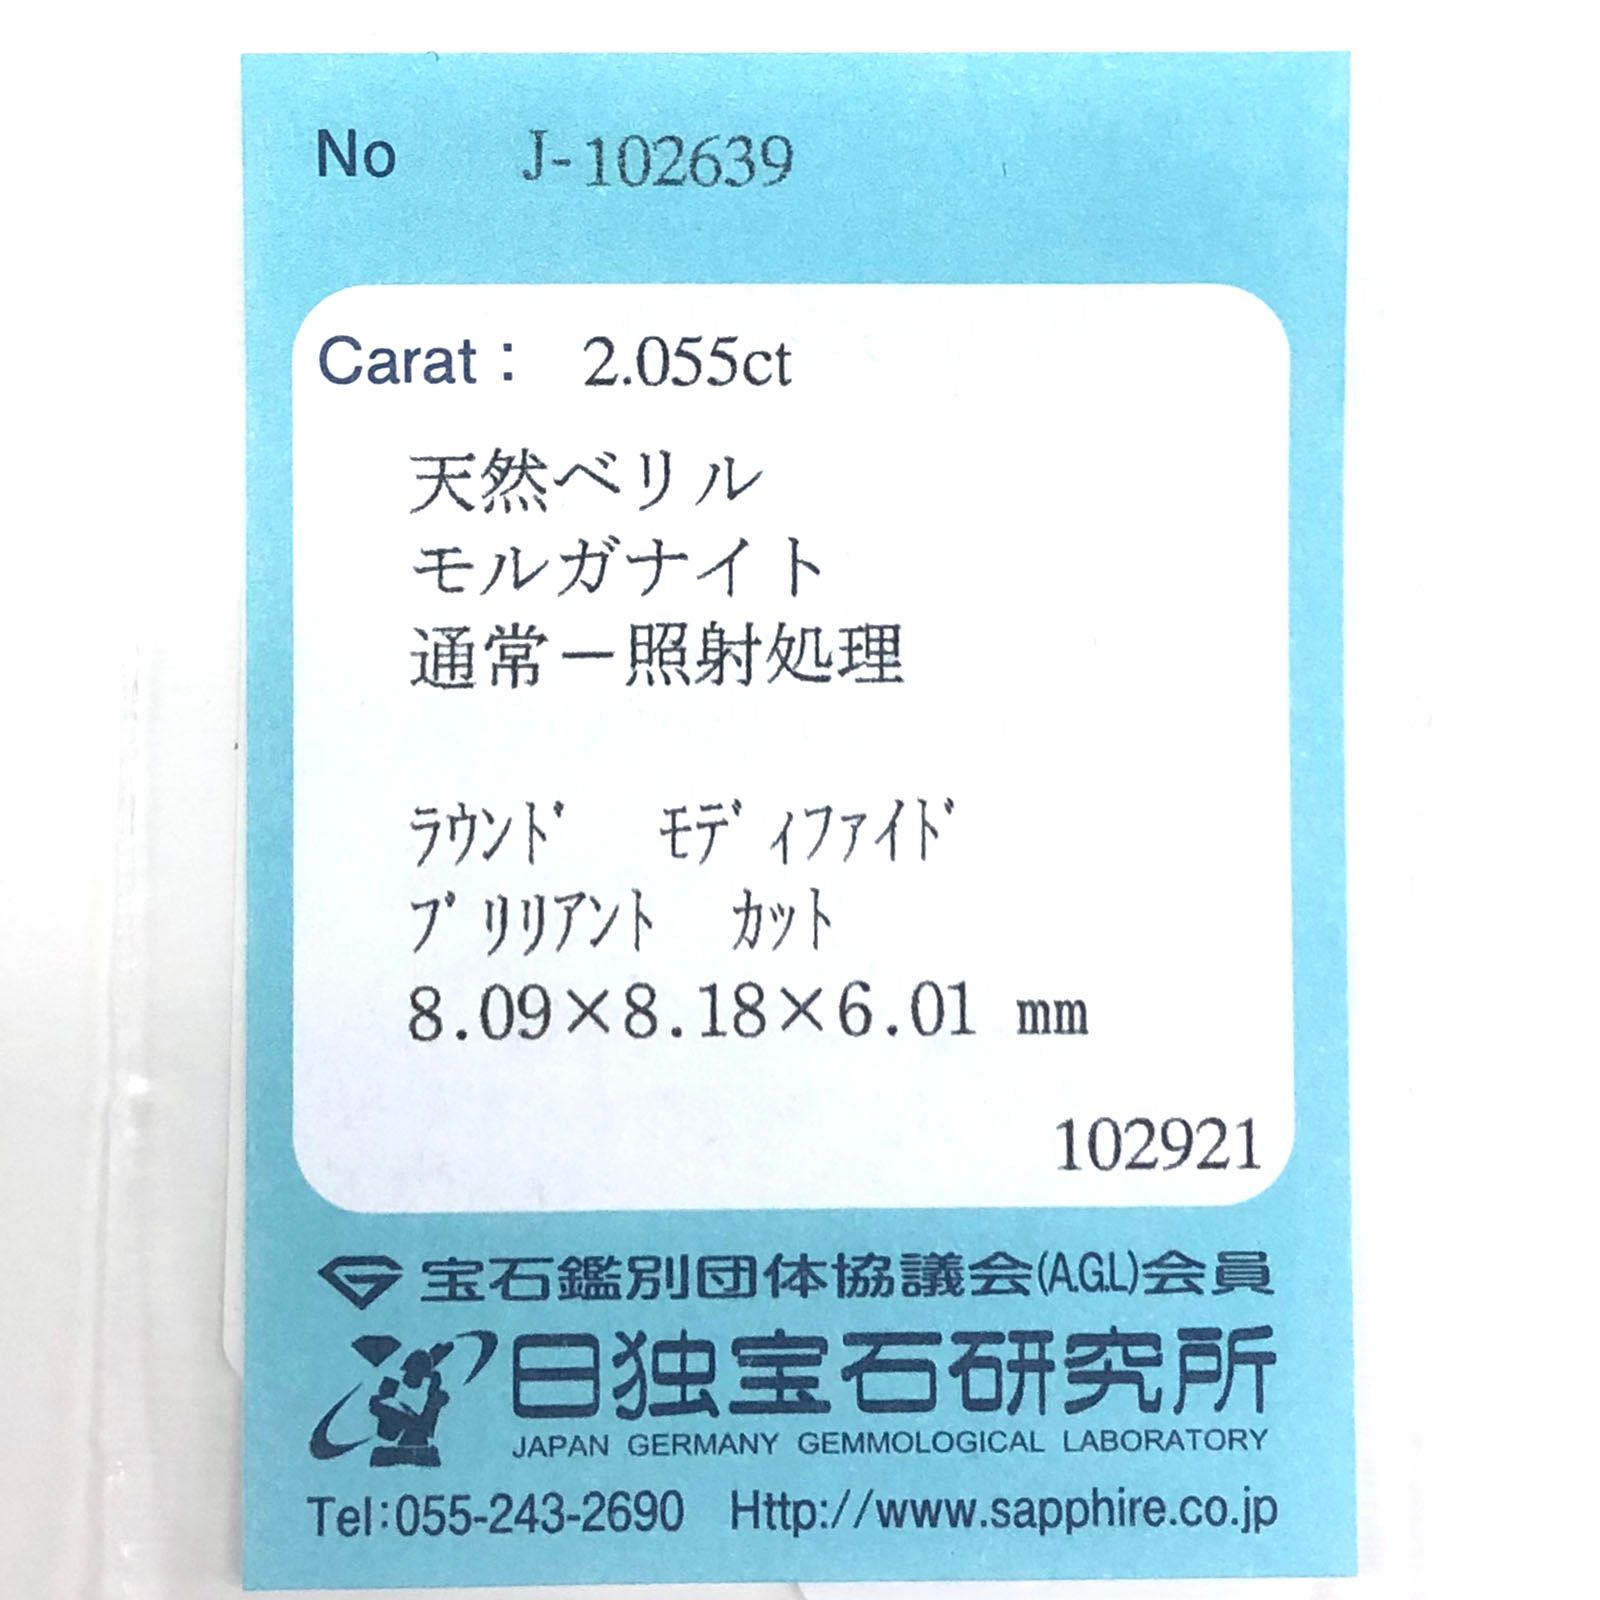 No J-102639
Carat： 2.055ct
天然ベリル
モルガナイト
通常－照射処理
ﾗｳﾝﾄﾞ ﾓﾃﾞｨﾌｧｲﾄﾞ
ﾌﾞﾘﾘｱﾝﾄ ｶｯﾄ
8.09×8.18×6.01 mm
102921
宝石鑑別団体協議会(A.G.L)会員
日独宝石研究所
JAPAN GERMANY GEMMOLOGICAL LABORATORY
Tel:055-243-2690 Http://www.sapphire.co.jp